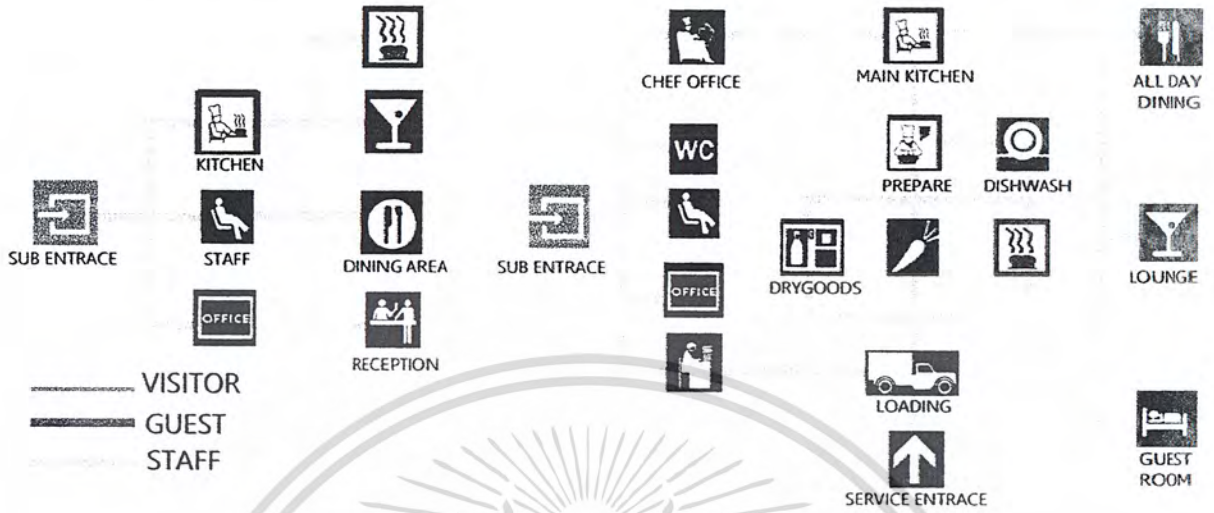 CHEF OFFICE
MAIN KITCHEN
ALL DAY
DINING
KITCHEN
WC
PREPARE
DISHWASH
SUB ENTRACE
STAFF
DINING AREA
SUB ENTRACE
DRYGOODS
LOUNGE
OFFICE
OFFICE
RECEPTION
VISITOR
GUEST
STAFF
LOADING
SERVICE ENTRACE
GUEST
ROOM